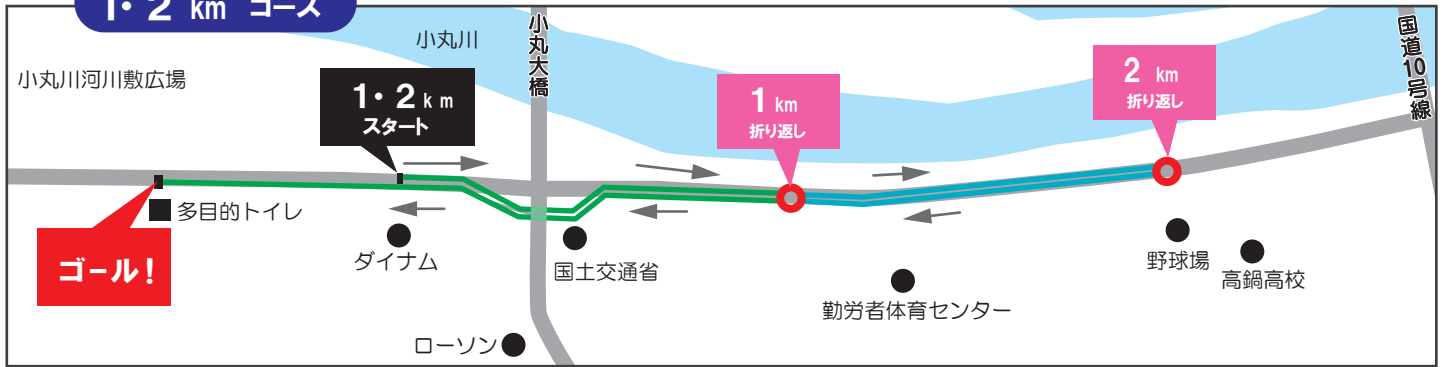 1・2 km コース
小丸川
小丸大橋
国道10号線
小丸川河川敷広場
1・2 km
スタート
1 km
折り返し
2 km
折り返し
多目的トイレ
ゴール!
ダイナム
国土交通省
野球場
高鍋高校
勤労者体育センター
ローソン